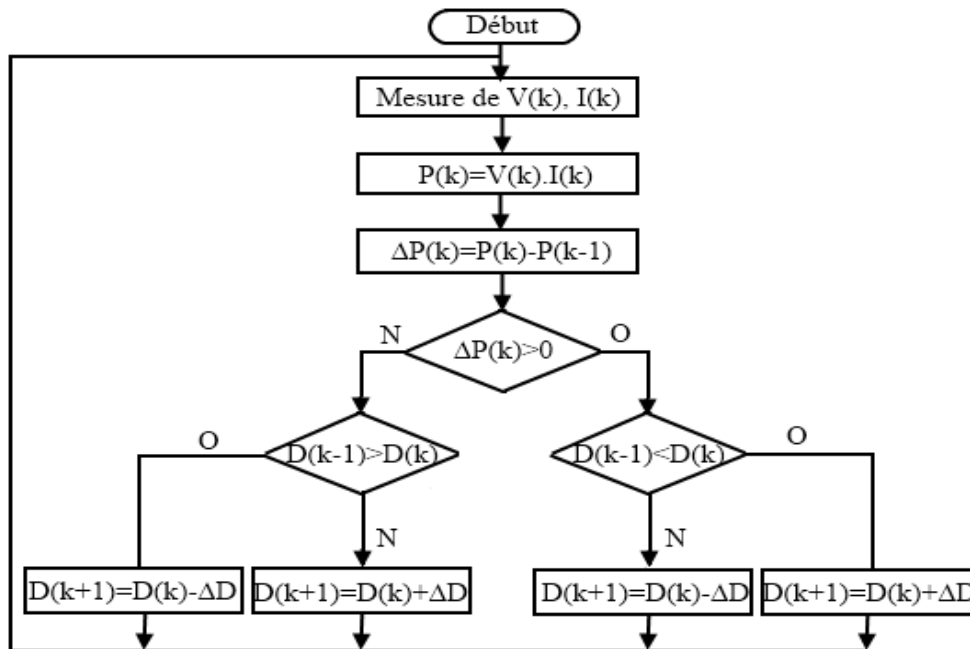 Début
Mesure de V(k), I(k)
P(k)=V(k).I(k)
ΔP(k)=P(k)-P(k-1)
N
ΔP(k)>0
O
O
D(k-1)>D(k)
D(k-1)<D(k)
O
N
N
D(k+1)=D(k)-ΔD
D(k+1)=D(k)+ΔD
D(k+1)=D(k)-ΔD
D(k+1)=D(k)+ΔD